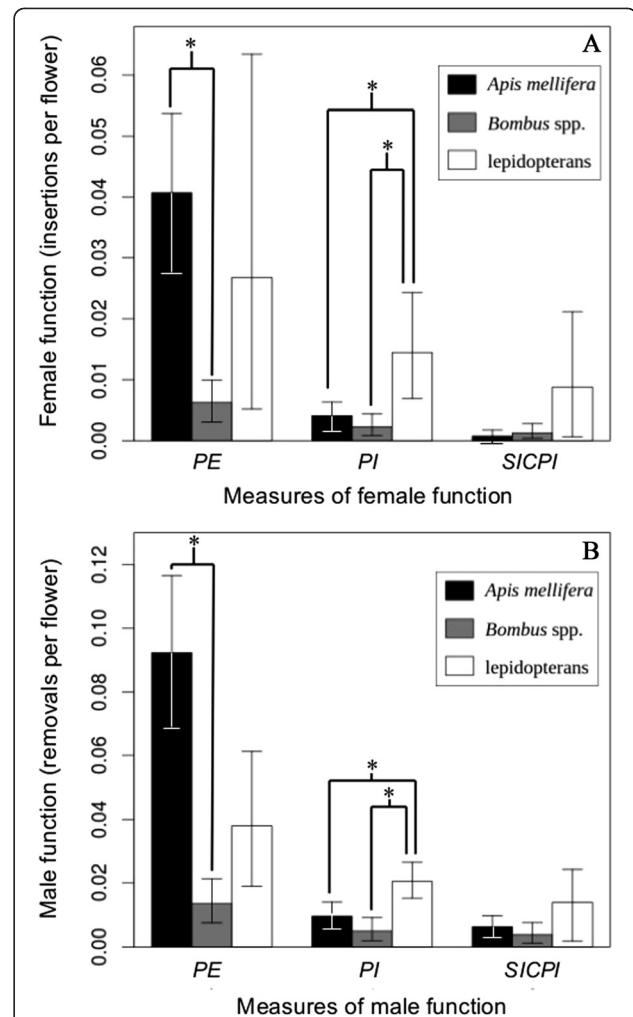 A
*
*
*
Apis mellifera
Bombus spp.
lepidopterans
Female function (insertions per flower)
0.06
0.05
0.04
0.03
0.02
0.01
0.00
PE PI SICPI
Measures of female function
B
*
*
*
Apis mellifera
Bombus spp.
lepidopterans
Male function (removals per flower)
0.12
0.10
0.08
0.06
0.04
0.02
0.00
PE PI SICPI
Measures of male function